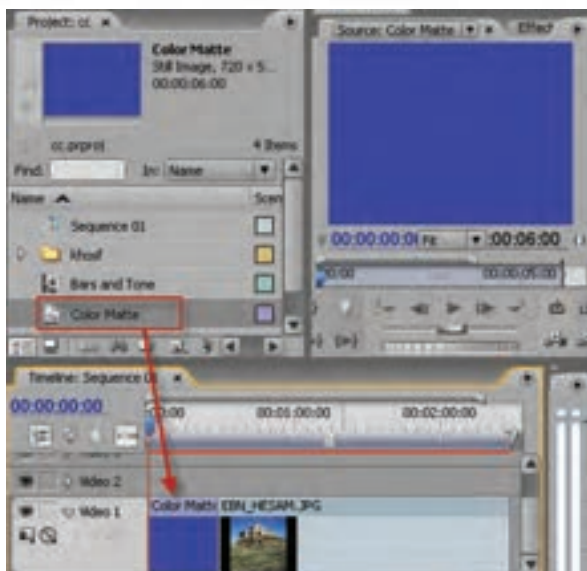 Project: cc
Color Matte
Still Image, 720 x 5...
00:00:06:00
cc.prproj
4 Items
Find:
In: Name
Name
Sequence 01
khosf
Bars and Tone
Color Matte
Source: Color Matte
Effect
00:00:00:0
Fit
:00:06:00
00:00
00:00:05:00
Timeline: Sequence 0
00:00:00:00
00:00
00:01:00:00
00:02:00:00
Video 2
Video 1
Color Matte
EBN_HESAM.JPG